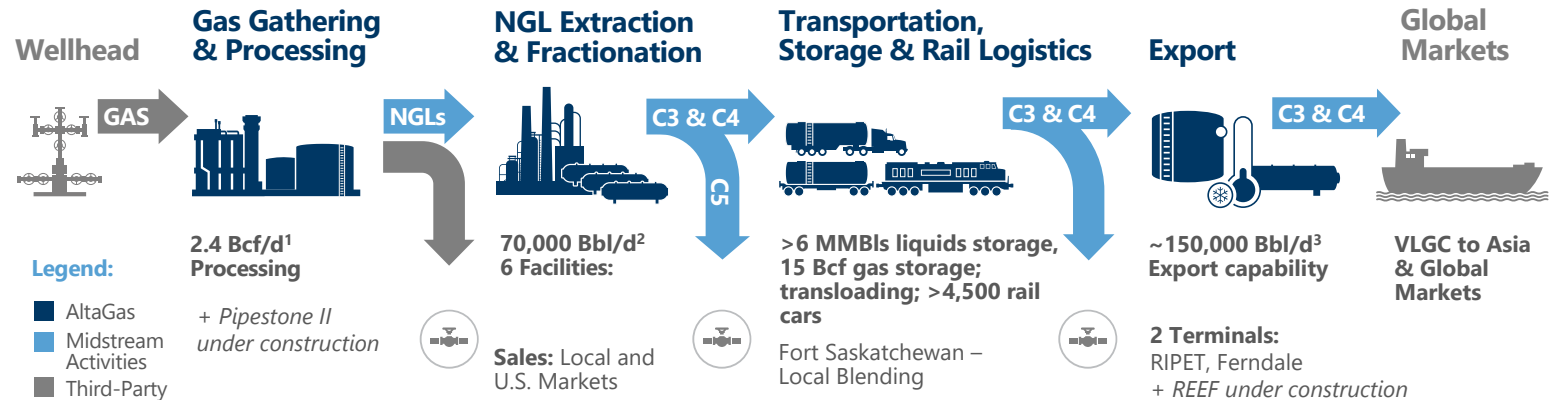 Wellhead
Gas Gathering
& Processing
NGL Extraction
& Fractionation
Transportation,
Storage & Rail Logistics
Export
Global
Markets
GAS
NGLs
C3 & C4
C5
C3 & C4
C3 & C4
2.4 Bcf/d¹
Processing
+ Pipestone II
under construction
70,000 Bbl/d²
6 Facilities:
Sales: Local and
U.S. Markets
>6 MMBls liquids storage,
15 Bcf gas storage;
transloading; >4,500 rail
cars
Fort Saskatchewan –
Local Blending
~150,000 Bbl/d³
Export capability
2 Terminals:
RIPET, Ferndale
+ REEF under construction
VLGC to Asia
& Global
Markets
Legend:
AltaGas
Midstream
Activities
Third-Party